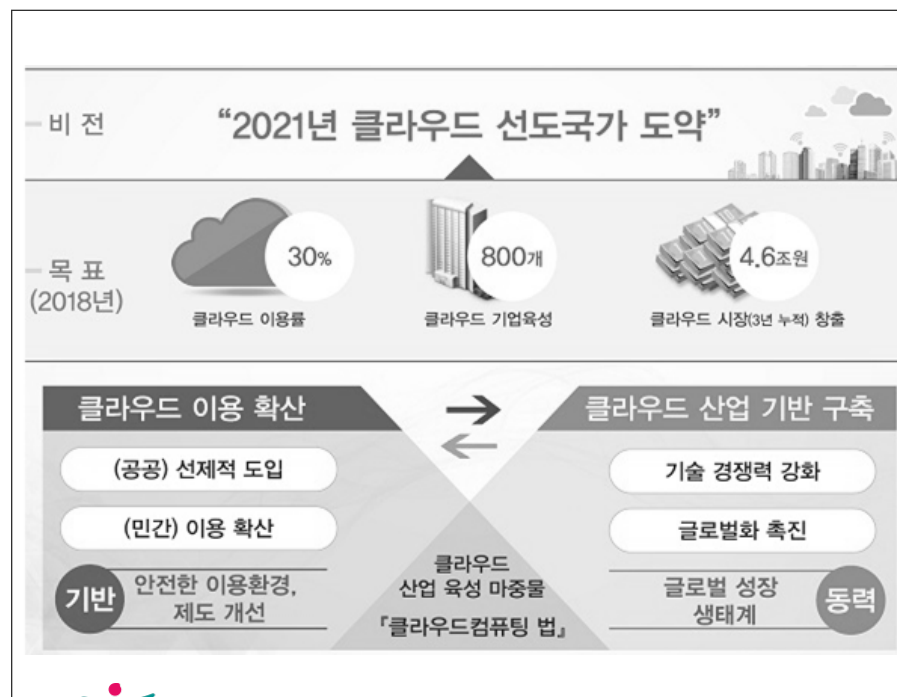 비 전
“2021년 클라우드 선도국가 도약”
목 표
(2018년)
30%
클라우드 이용률
800개
클라우드 기업육성
4.6조원
클라우드 시장(3년 누적) 창출
클라우드 이용 확산
클라우드 산업 기반 구축
(공공) 선제적 도입
(민간) 이용 확산
기반
안전한 이용환경,
제도 개선
클라우드
산업 육성 마중물
『클라우드컴퓨팅 법』
기술 경쟁력 강화
글로벌화 촉진
글로벌 성장
생태계
동력